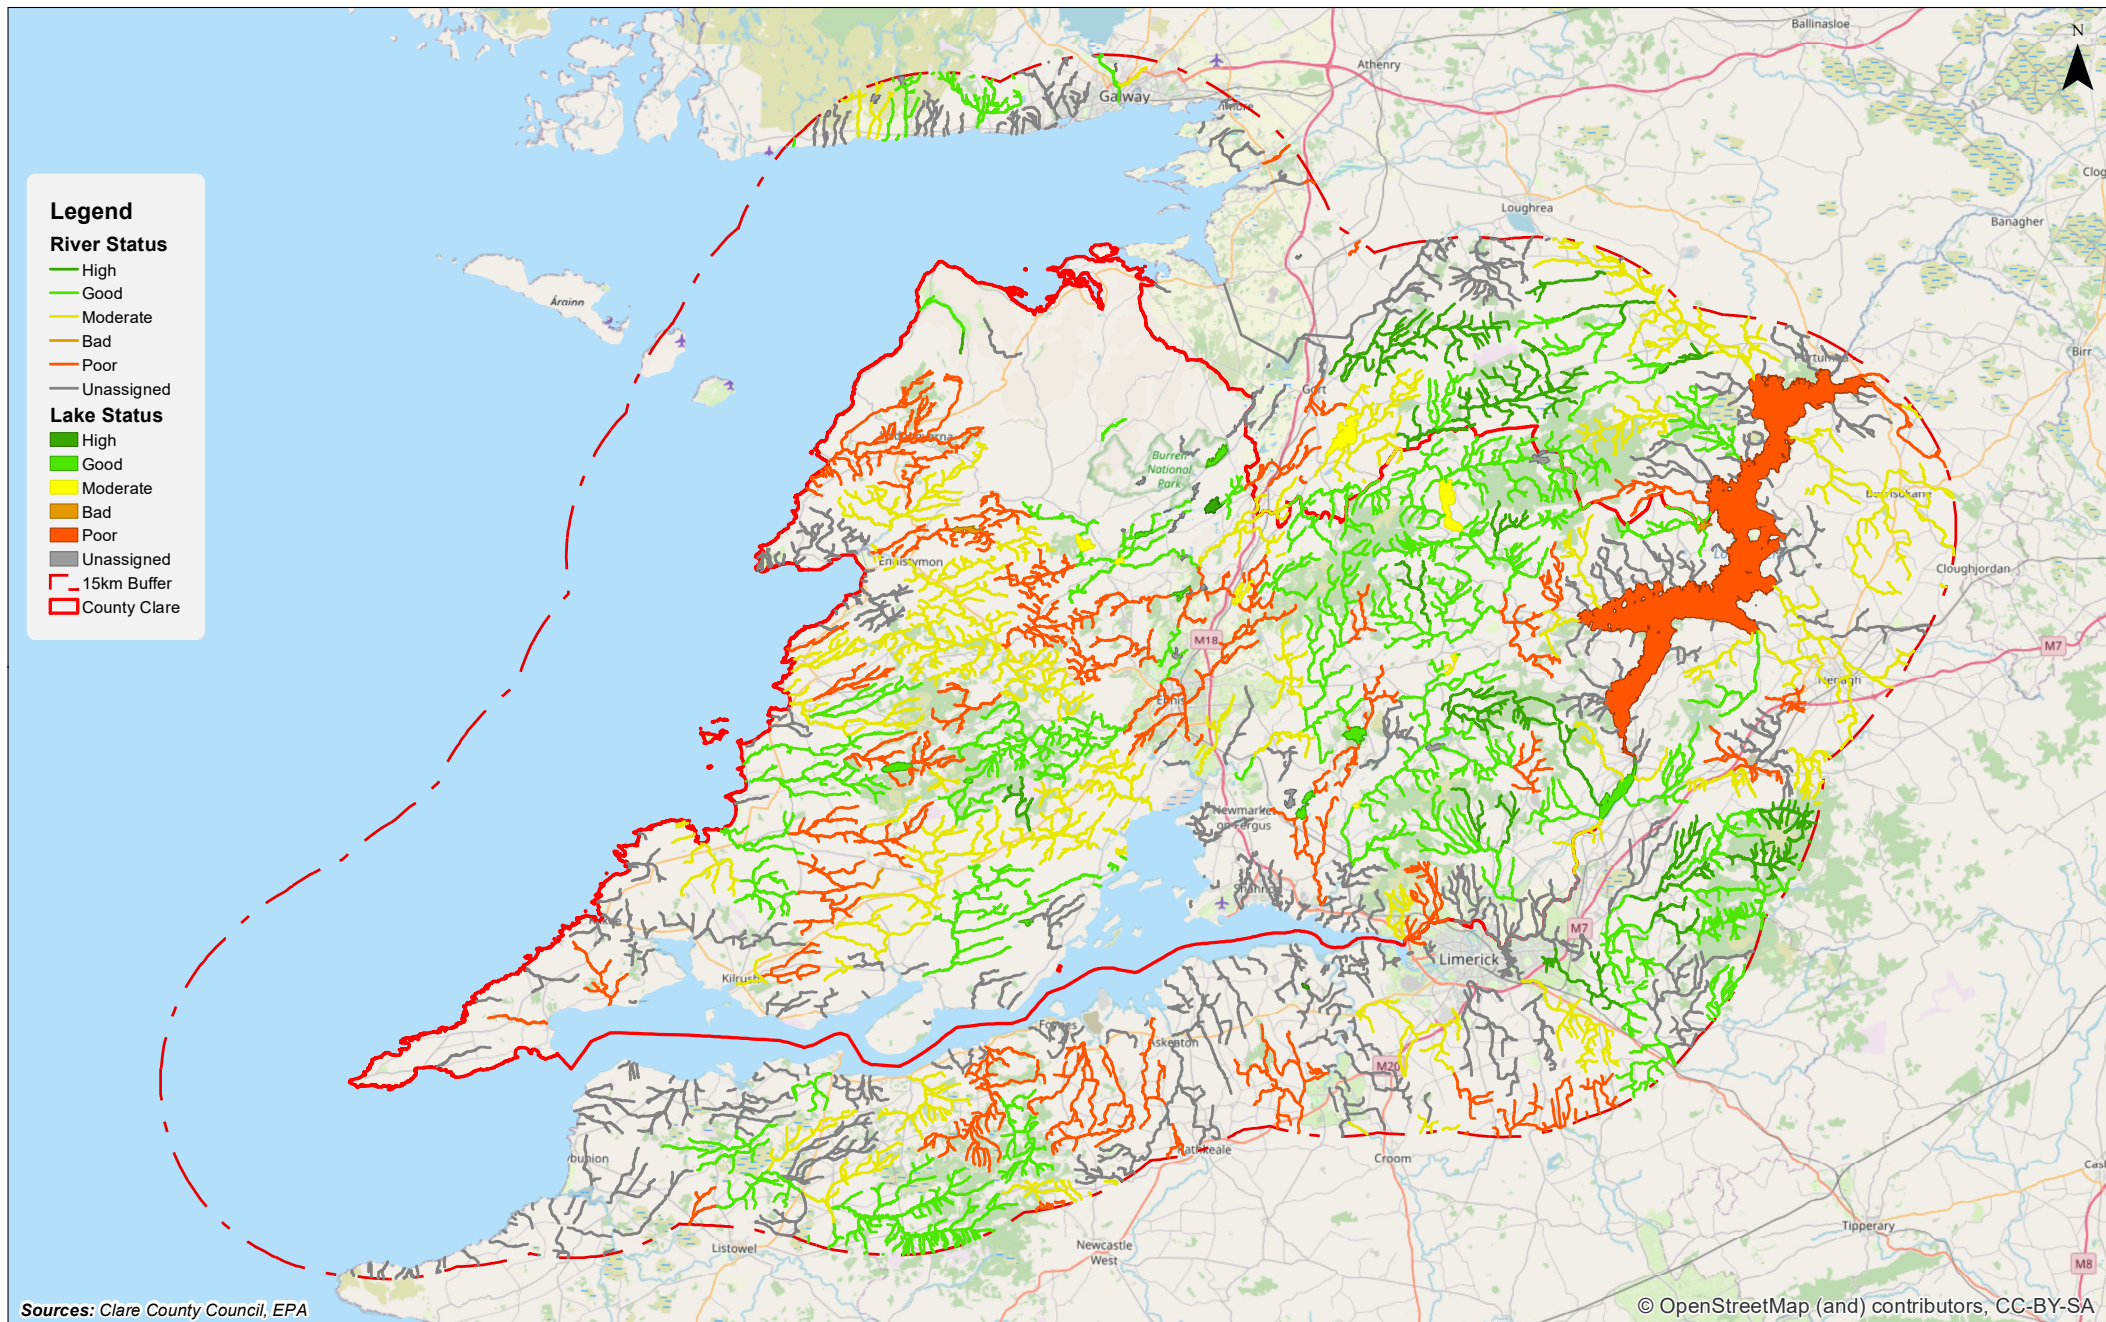 Legend
River Status
High
Good
Moderate
Bad
Poor
Unassigned
Lake Status
High
Good
Moderate
Bad
Poor
Unassigned
15km Buffer
County Clare
N
Ballinasloe
Athenry
Galway
Loughrea
Banagher
Árainn
Birr
Gort
Burren
National
Park
Cloughjordan
M18
M7
Newmarket
on-Fergus
M7
Limerick
Kilrush
Foynes
Askeaton
M20
Rathkeale
Croom
Listowel
Newcastle
West
Tipperary
M8
Sources: Clare County Council, EPA
© OpenStreetMap (and) contributors, CC-BY-SA